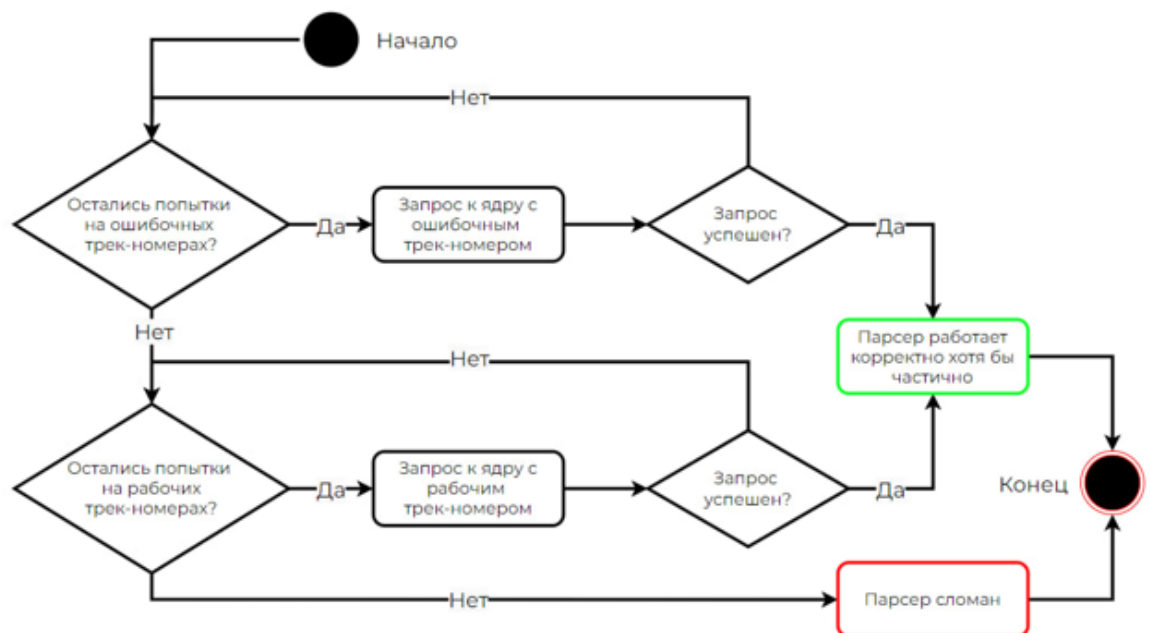 Начало
Нет
Остались попытки
на ошибочных
трек-номерах?
Да
Запрос к ядру с
ошибочным
трек-номером
Запрос
успешен?
Да
Нет
Парсер работает
корректно хотя бы
частично
Нет
Остались попытки
на рабочих
трек-номерах?
Да
Запрос к ядру с
рабочим
трек-номером
Запрос
успешен?
Да
Конец
Нет
Парсер сломан